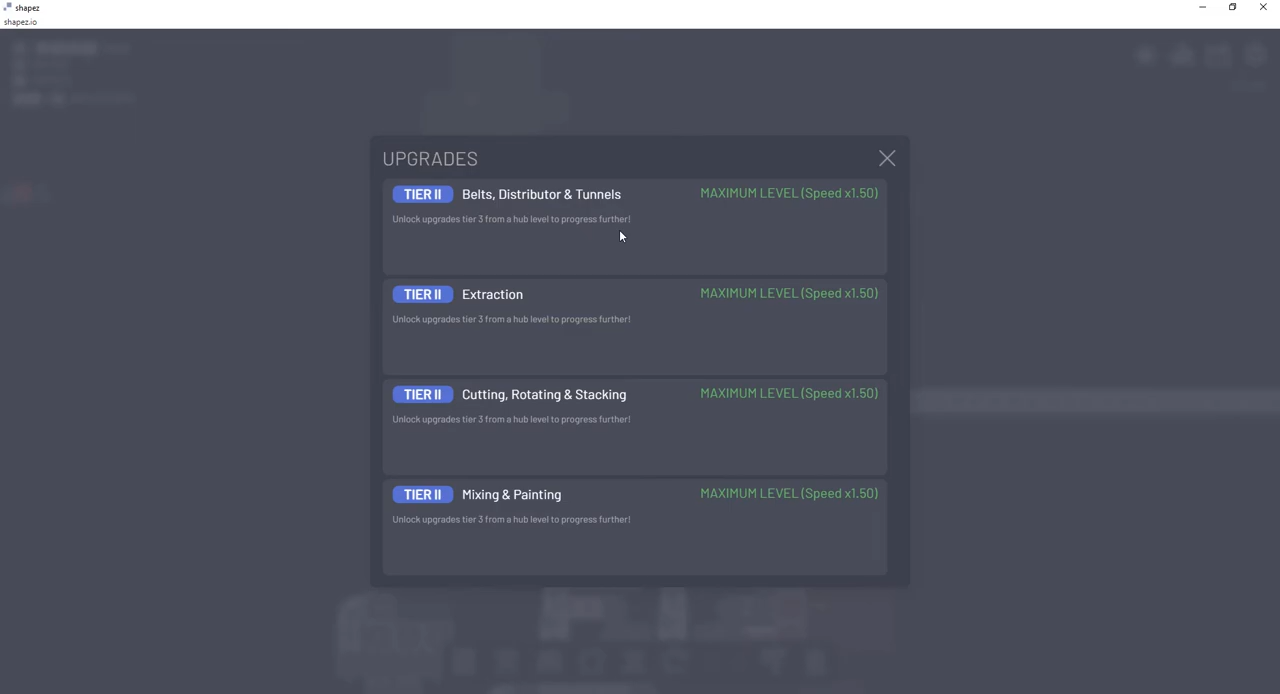 shapez
shapez.io
UPGRADES
TIER II Belts, Distributor & Tunnels MAXIMUM LEVEL (Speed x1.50)
Unlock upgrades tier 3 from a hub level to progress further!
TIER II Extraction MAXIMUM LEVEL (Speed x1.50)
Unlock upgrades tier 3 from a hub level to progress further!
TIER II Cutting, Rotating & Stacking MAXIMUM LEVEL (Speed x1.50)
Unlock upgrades tier 3 from a hub level to progress further!
TIER II Mixing & Painting MAXIMUM LEVEL (Speed x1.50)
Unlock upgrades tier 3 from a hub level to progress further!